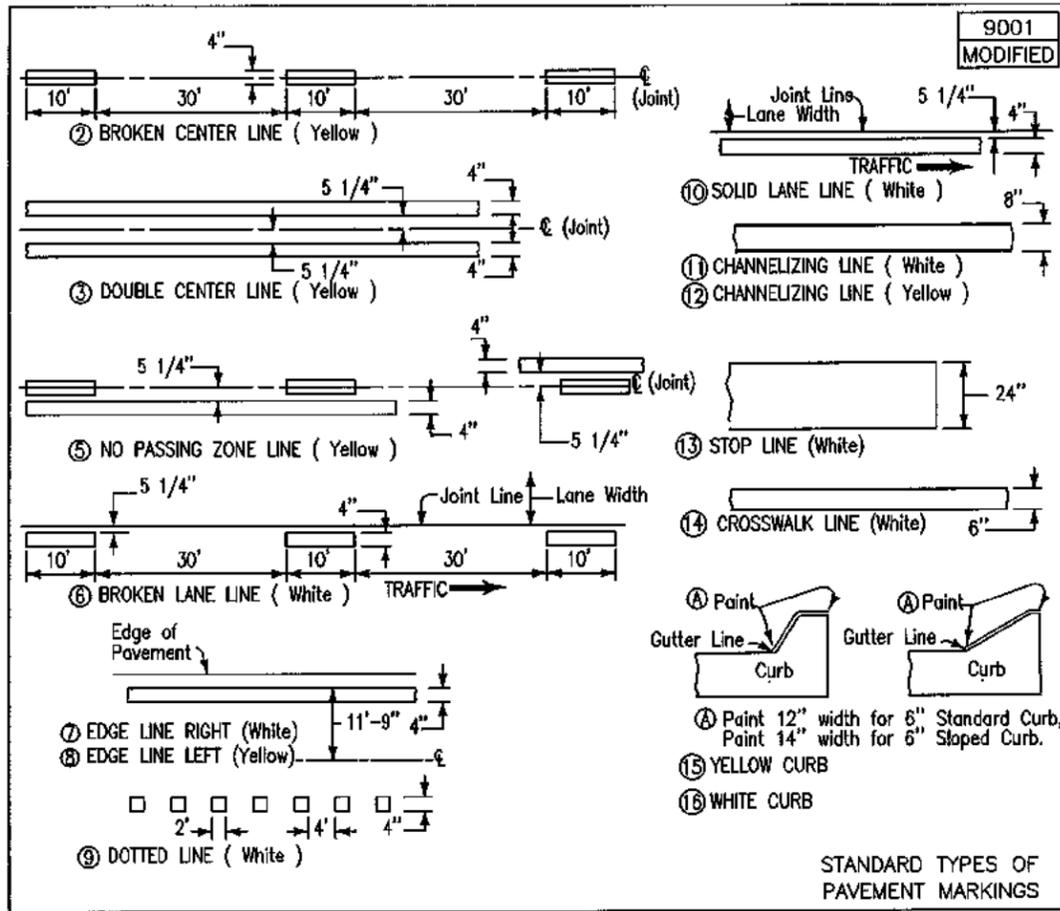 9001
MODIFIED
4"
10' 30' 10' 30' 10'
℄
(Joint)
② BROKEN CENTER LINE ( Yellow )
5 1/4"
4"
℄ (Joint)
5 1/4"
4"
③ DOUBLE CENTER LINE ( Yellow )
5 1/4"
4"
℄ (Joint)
4"
5 1/4"
⑤ NO PASSING ZONE LINE ( Yellow )
5 1/4"
4"
Joint Line
Lane Width
10' 30' 10' 30' 10'
⑥ BROKEN LANE LINE ( White )
TRAFFIC
Edge of
Pavement
11'-9"
4"
⑦ EDGE LINE RIGHT (White)
⑧ EDGE LINE LEFT (Yellow)
℄
2' 4' 4"
⑨ DOTTED LINE ( White )
Joint Line
Lane Width
5 1/4"
4"
TRAFFIC
⑩ SOLID LANE LINE ( White )
8"
⑪ CHANNELIZING LINE ( White )
⑫ CHANNELIZING LINE ( Yellow )
24"
⑬ STOP LINE (White)
⑭ CROSSWALK LINE (White)
6"
Ⓐ Paint
Gutter Line
Curb
Ⓐ Paint
Gutter Line
Curb
Ⓐ Paint 12" width for 6" Standard Curb,
Paint 14" width for 6" Sloped Curb.
⑮ YELLOW CURB
⑯ WHITE CURB
STANDARD TYPES OF
PAVEMENT MARKINGS